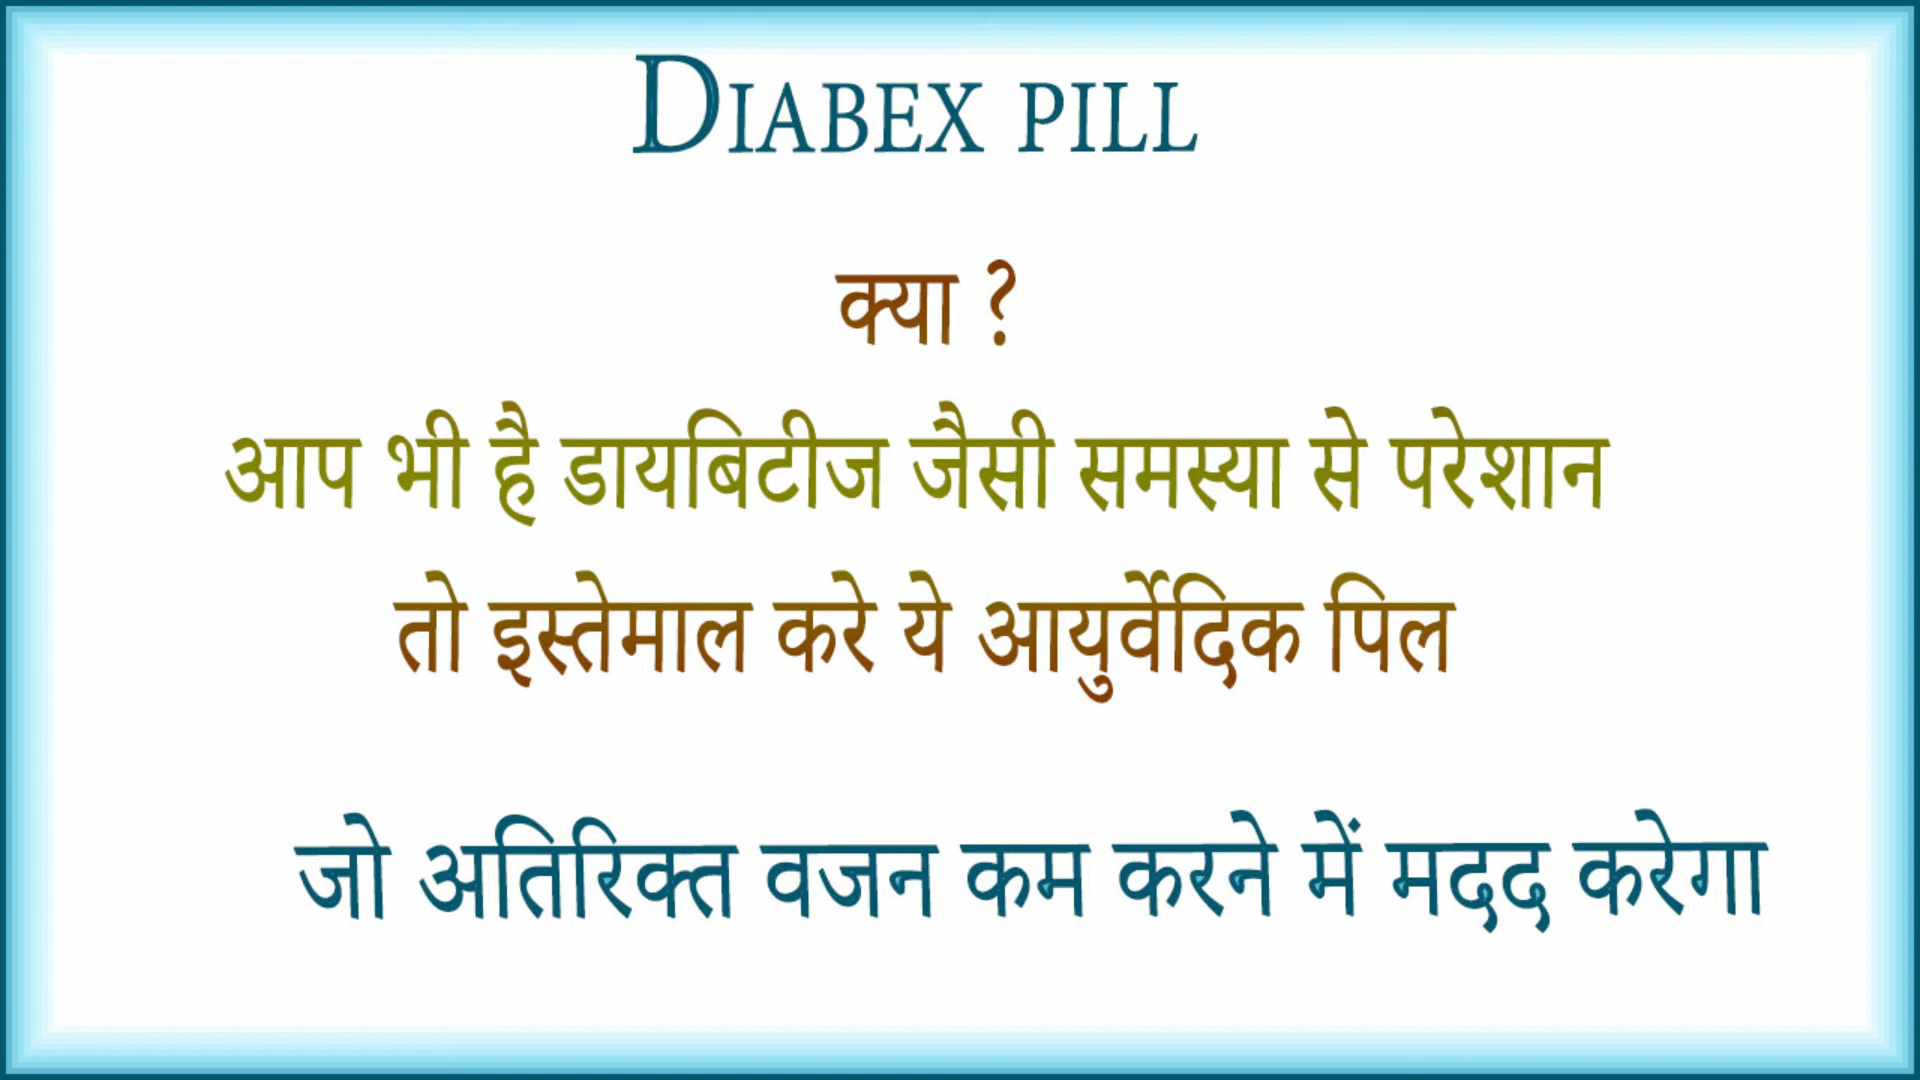 Diabex pill
क्या ?
आप भी है डायबिटीज जैसी समस्या से परेशान
तो इस्तेमाल करे ये आयुर्वेदिक पिल
जो अतिरिक्त वजन कम करने में मदद करेगा